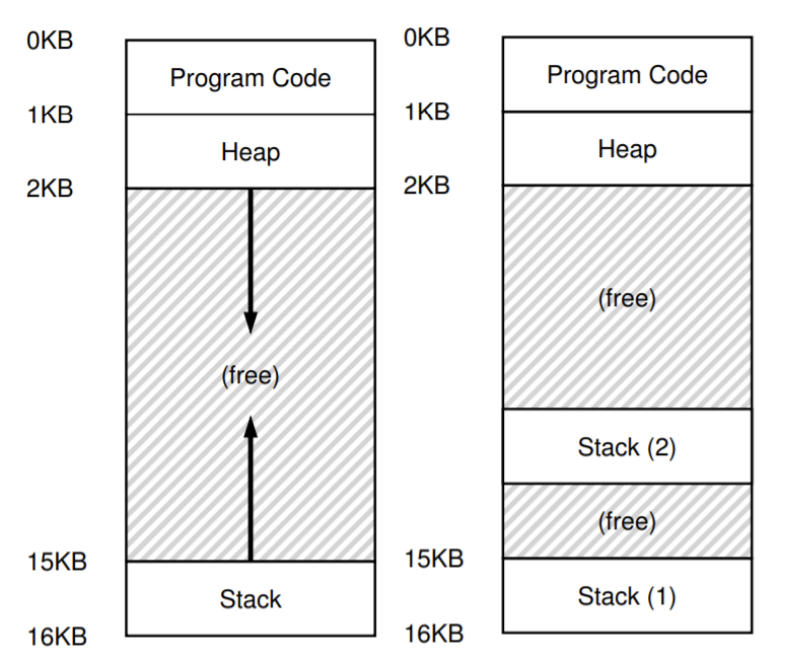 0KB
Program Code
1KB
Heap
2KB
(free)
15KB
Stack
16KB
0KB
Program Code
1KB
Heap
2KB
(free)
Stack (2)
(free)
15KB
Stack (1)
16KB